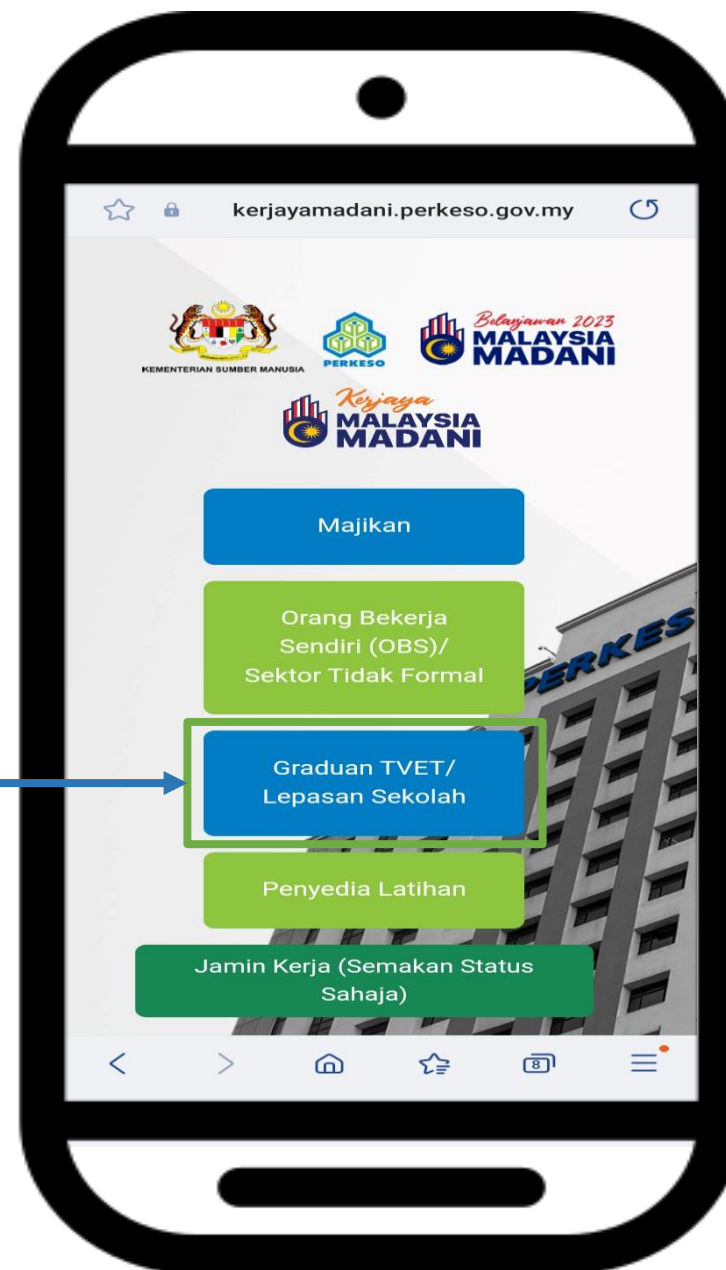 kerjayamadani.perkeso.gov.my
KEMENTERIAN SUMBER MANUSIA
PERKESO
Belanjawan 2023
MALAYSIA
MADANI
Kerjaya
MALAYSIA
MADANI
Majikan
Orang Bekerja
Sendiri (OBS)/
Sektor Tidak Formal
PERKES
Graduan TVET/
Lepasan Sekolah
Penyedia Latihan
Jamin Kerja (Semakan Status
Sahaja)
8